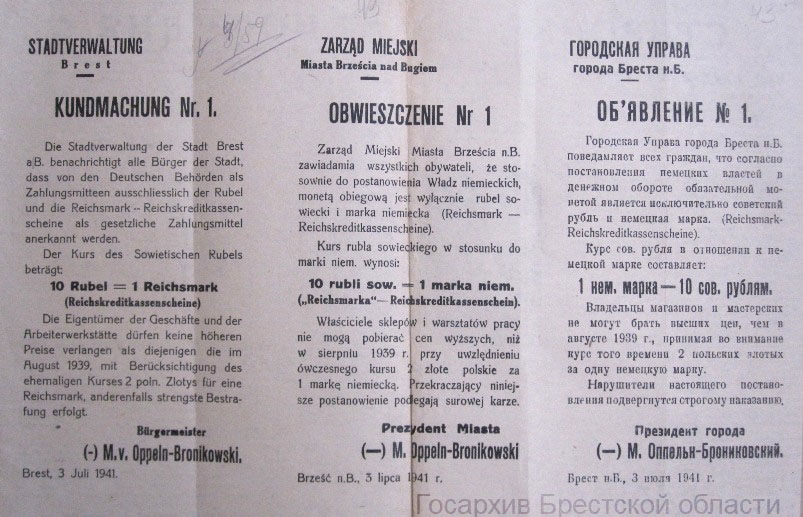 STADTVERWALTUNG
Brest
KUNDMACHUNG Nr. 1.
Die Stadtverwaltung der Stadt Brest
a/B. benachrichtigt alle Bürger der Stadt,
dass von den Deutschen Behörden als
Zahlungsmitteen ausschliesslich der Rubel
und die Reichsmark -- Reichskreditkassen-
scheine als gesetzliche Zahlungsmittel
anerkannt werden.
Der Kurs des Sowietischen Rubels
beträgt:
10 Rubel = 1 Reichsmark
(Reichskreditkassenscheine)
Die Eigentümer der Geschäfte und der
Arbeiterwerkstätte dürfen keine höheren
Preise verlangen als diejenigen die im
August 1939, mit Berücksichtigung des
ehemaligen Kurses 2 poln. Zlotys für eine
Reichsmark, anderenfalls strengste Bestra-
fung erfolgt.
Bürgermeister
(-) M.v. Oppeln-Bronikowski.
Brest, 3 Juli 1941.
ZARZĄD MIEJSKI
Miasta Brześcia nad Bugiem
OBWIESZCZENIE Nr 1
Zarząd Miejski Miasta Brześcia n.B.
zawiadamia wszystkich obywateli, że sto-
sownie do postanowienia Władz niemieckich,
monetą obiegową jest wyłącznie rubel so-
wiecki i marka niemiecka (Reichsmark —
Reichskreditkassenscheine).
Kurs rubla sowieckiego w stosunku do
marki niem. wynosi:
10 rubli sow. = 1 marka niem.
(„Reichsmarka“— Reichskreditkassenschein).
Właściciele sklepów i warsztatów pracy
nie mogą pobierać cen wyższych, niż
w sierpniu 1939 r. przy uwzlędnieniu
ówczesnego kursu 2 złote polskie za
1 markę niemiecką. Przekraczający niniej-
sze postanowienie podlegają surowej karze.
Prezydent Miasta
(—) M. Oppeln-Bronikowski
Brześć n.B., 3 lipca 1941 r.
ГОРОДСКАЯ УПРАВА
города Бреста н.Б.
ОБ'ЯВЛЕНИЕ № 1.
Городская Управа города Бреста н.Б.
поведамляет всех граждан, что согласно
постановления немецких властей в
денежном обороте обязательной мо-
нетой является исключительно советский
рубль и немецкая марка. (Reichsmark-
Reichskreditkassenscheine).
Курс сов. рубля в отношении к не-
мецкой марке составляет:
1 нем. марка—10 сов. рублям.
Владельцы магазинов и мастерских
не могут брать высших цен, чем в
августе 1939 г., принимая во внимание
курс того времени 2 польских злотых
за одну немецкую марку.
Нарушители настоящего постано-
вления подвергнутся строгому наказанию.
Президент города
(—) М. Оппельн-Брониковский.
Брест н.Б., 3 июля 1941 г.
Госархив Брестской области